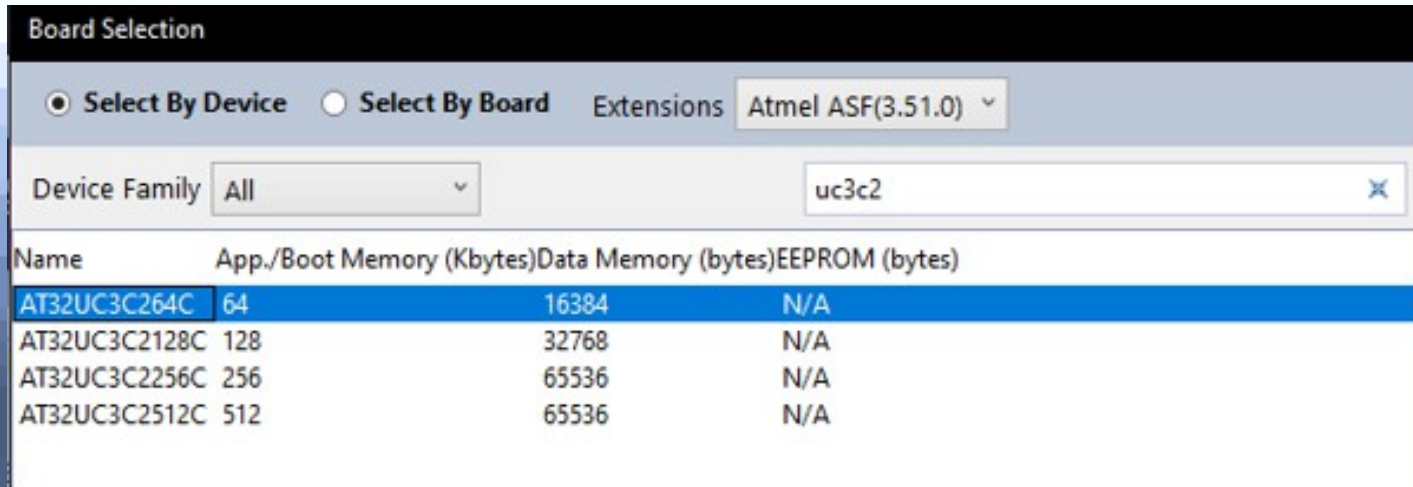 Board Selection
Select By Device Select By Board Extensions Atmel ASF(3.51.0)
Device Family All uc3c2
Name App./Boot Memory (Kbytes)Data Memory (bytes)EEPROM (bytes)
AT32UC3C264C 64 16384 N/A
AT32UC3C2128C 128 32768 N/A
AT32UC3C2256C 256 65536 N/A
AT32UC3C2512C 512 65536 N/A